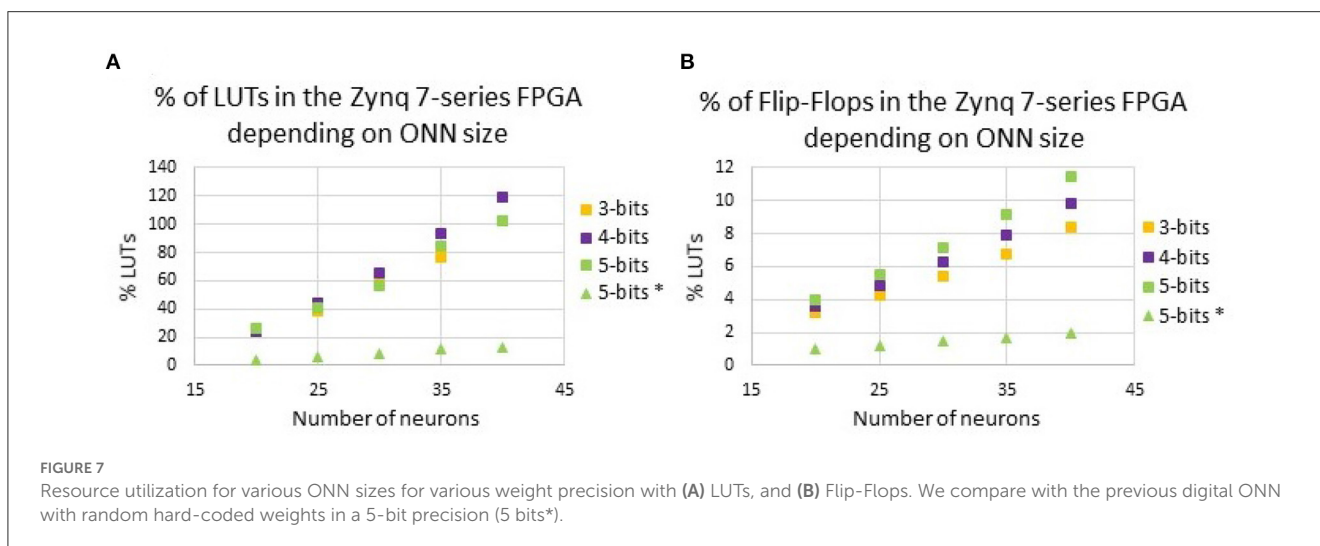 A
% of LUTs in the Zynq 7-series FPGA
depending on ONN size
140
120
100
80
60
40
20
0
% LUTs
15
25
35
45
Number of neurons
3-bits
4-bits
5-bits
5-bits *
B
% of Flip-Flops in the Zynq 7-series FPGA
depending on ONN size
12
10
8
6
4
2
0
% LUTs
15
25
35
45
Number of neurons
3-bits
4-bits
5-bits
5-bits *
FIGURE 7
Resource utilization for various ONN sizes for various weight precision with (A) LUTs, and (B) Flip-Flops. We compare with the previous digital ONN
with random hard-coded weights in a 5-bit precision (5 bits*).